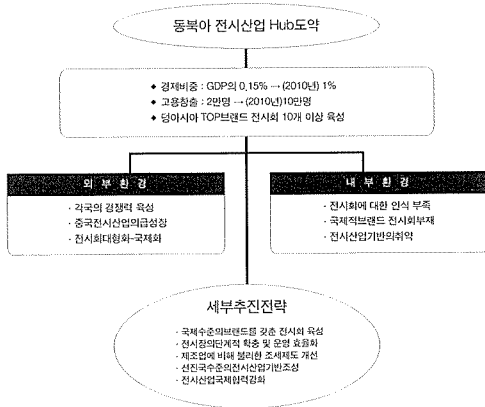 동북아 전시산업 Hub도약
◆ 경제비중 : GDP의 0.15% → (2010년) 1%
◆ 고용창출 : 2만명 → (2010년)10만명
◆ 덩아시아 TOP브랜드 전시회 10개 이상 육성
외 부 환 경
· 각국의 경쟁력 육성
· 중국전시산업의급성장
· 전시회대형화-국제화
내 부 환 경
· 전시회에 대한 인식 부족
· 국제적브랜드 전시회부재
· 전시산업기반의취약
세부추진전략
· 국제수준의브랜드를 갖춘 전시회 육성
· 전시장의단계적 확충 및 운영 효율화
· 제조업에 비해 불리한 조세제도 개선
· 선진국수준의전시산업기반조성
· 전시산업국제협력강화